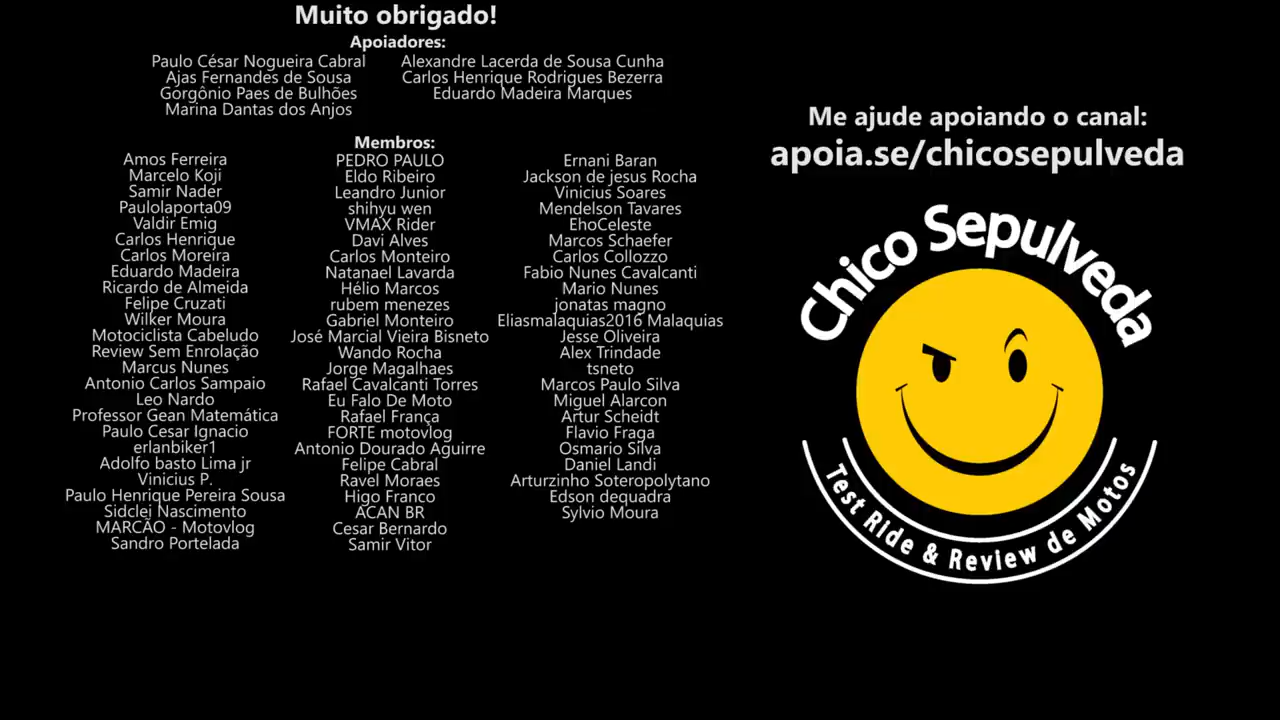 Muito obrigado!
Apoiadores:
Paulo César Nogueira Cabral
Ajas Fernandes de Sousa
Gorgônio Paes de Bulhões
Marina Dantas dos Anjos
Alexandre Lacerda de Sousa Cunha
Carlos Henrique Rodrigues Bezerra
Eduardo Madeira Marques
Membros:
Amos Ferreira
Marcelo Koji
Samir Nader
Paulolaporta09
Valdir Emig
Carlos Henrique
Carlos Moreira
Eduardo Madeira
Ricardo de Almeida
Felipe Cruzati
Wilker Moura
Motociclista Cabeludo
Review Sem Enrolação
Marcus Nunes
Antonio Carlos Sampaio
Leo Nardo
Professor Gean Matemática
Paulo Cesar Ignacio
erlanbiker1
Adolfo basto Lima jr
Vinicius P.
Paulo Henrique Pereira Sousa
Sidclei Nascimento
MARCÃO - Motovlog
Sandro Portelada
PEDRO PAULO
Eldo Ribeiro
Leandro Junior
shihyu wen
VMAX Rider
Davi Alves
Carlos Monteiro
Natanael Lavarda
Hélio Marcos
rubem menezes
Gabriel Monteiro
José Marcial Vieira Bisneto
Wando Rocha
Jorge Magalhaes
Rafael Cavalcanti Torres
Eu Falo De Moto
Rafael França
FORTE motovlog
Antonio Dourado Aguirre
Felipe Cabral
Ravel Moraes
Higo Franco
ACAN BR
Cesar Bernardo
Samir Vitor
Ernani Baran
Jackson de jesus Rocha
Vinicius Soares
Mendelson Tavares
EhoCeleste
Marcos Schaefer
Carlos Collozzo
Fabio Nunes Cavalcanti
Mario Nunes
jonatas magno
Eliasmalaquias2016 Malaquias
Jesse Oliveira
Alex Trindade
tsneto
Marcos Paulo Silva
Miguel Alarcon
Artur Scheidt
Flavio Fraga
Osmario Silva
Daniel Landi
Arturzinho Soteropolytano
Edson dequadra
Sylvio Moura
Me ajude apoiando o canal:
apoia.se/chicosepulveda
Chico Sepulveda
Test Ride & Review de Motos